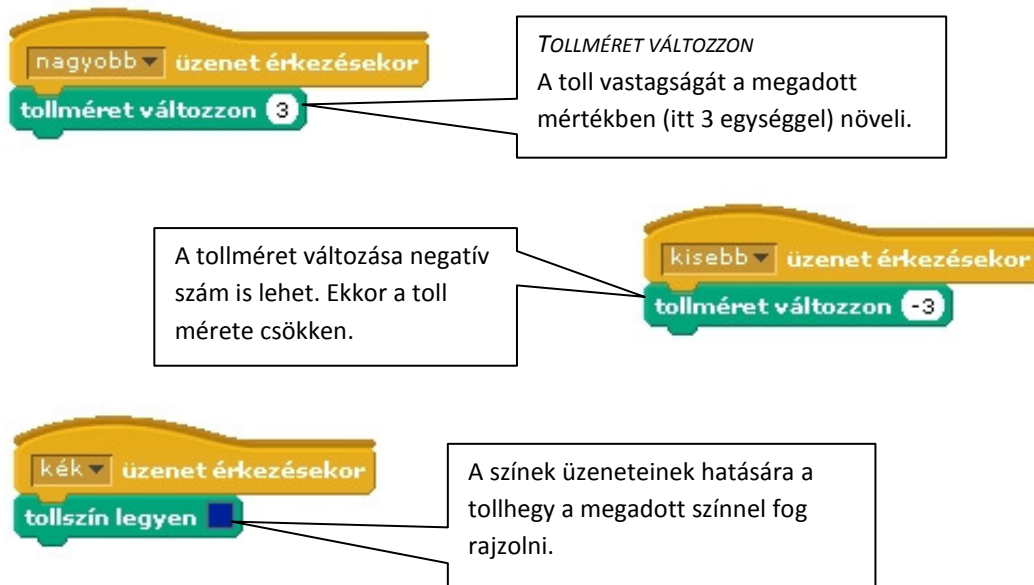 nagyobb üzenet érkezésekor
tollméret változzon 3
TOLLMÉRET VÁLTOZZON
A toll vastagságát a megadott
mértékben (itt 3 egységgel) növeli.
A tollméret változása negatív
szám is lehet. Ekkor a toll
mérete csökken.
kisebb üzenet érkezésekor
tollméret változzon -3
kék üzenet érkezésekor
tollszín legyen
A színek üzeneteinek hatására a
tollhegy a megadott színnel fog
rajzolni.